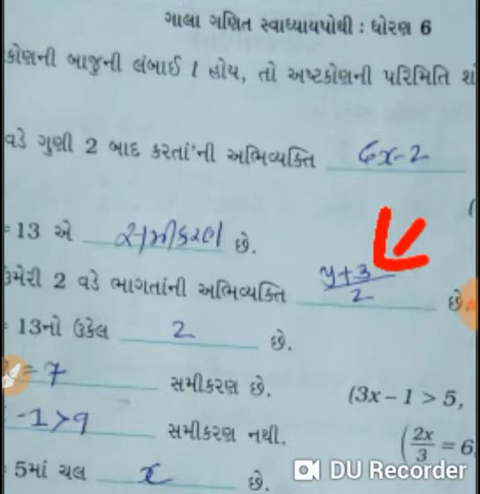 ગાલા ગણિત સ્વાધ્યાયપોથી : ધોરણ 6
કોણની બાજુની લંબાઈ l હોય, તો અષ્ટકોણની પરિમિતિ
વડે ગુણી 2 બાદ કરતાંની અભિવ્યક્તિ 6x-2
= 13 એ સમીકરણ છે.
ઉમેરી 2 વડે ભાગતાંની અભિવ્યક્તિ y+3/2 છે.
= 13નો ઉકેલ 2 છે.
= 7 સમીકરણ છે. (3x – 1 > 5,
-1>9 સમીકરણ નથી. (2x/3 = 6
5માં ચલ x છે.
DU Recorder